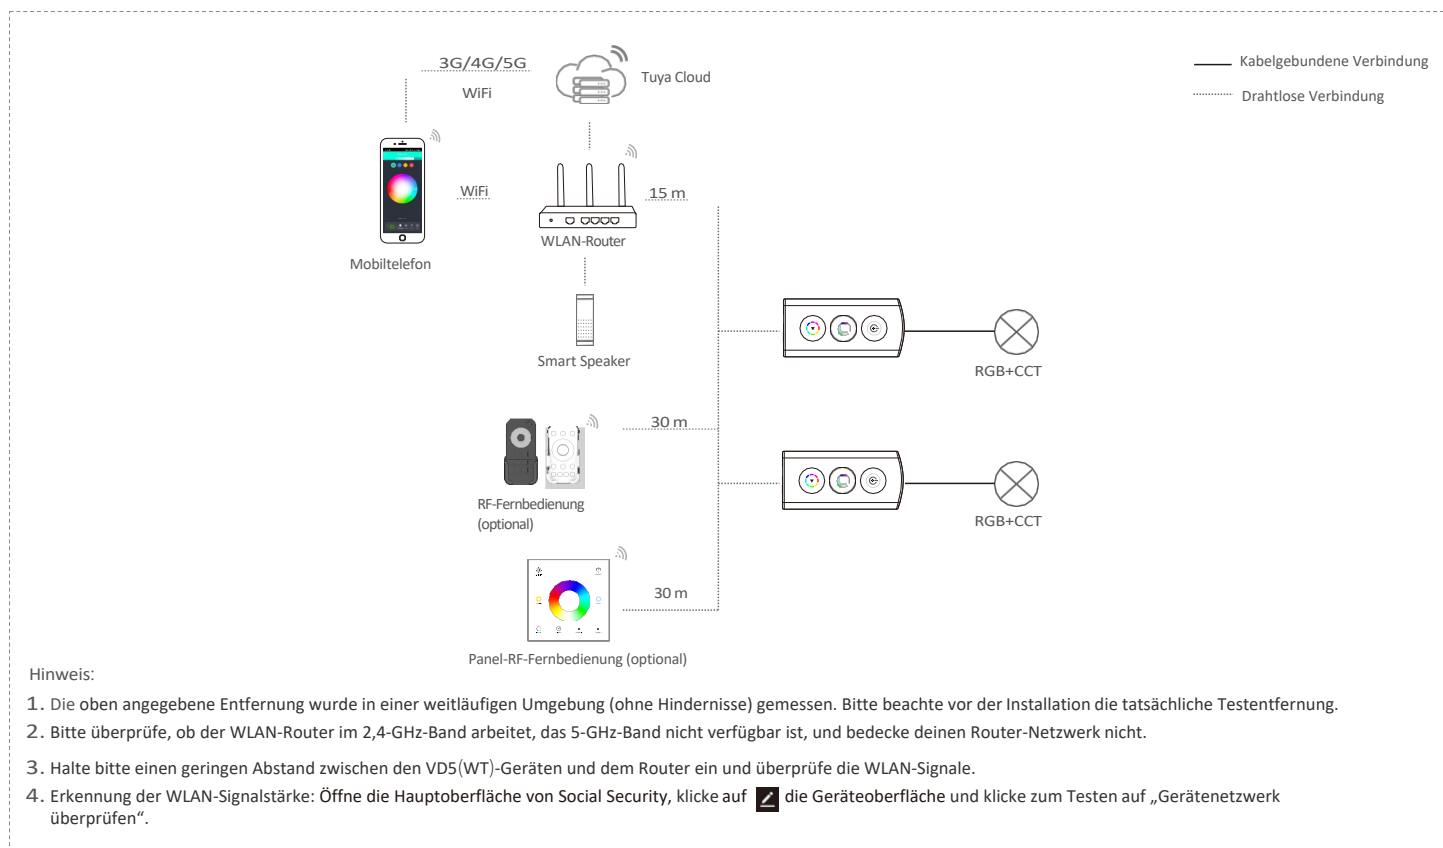 3G/4G/5G
WiFi
Tuya Cloud
Kabelgebundene Verbindung
Drahtlose Verbindung
WiFi
15 m
WLAN-Router
Mobiltelefon
Smart Speaker
RGB+CCT
30 m
RF-Fernbedienung
(optional)
RGB+CCT
30 m
Panel-RF-Fernbedienung (optional)
Hinweis:
1. Die oben angegebene Entfernung wurde in einer weitläufigen Umgebung (ohne Hindernisse) gemessen. Bitte beachte vor der Installation die tatsächliche Testentfernung.
2. Bitte überprüfe, ob der WLAN-Router im 2,4-GHz-Band arbeitet, das 5-GHz-Band nicht verfügbar ist, und bedecke deinen Router-Netzwerk nicht.
3. Halte bitte einen geringen Abstand zwischen den VD5(WT)-Geräten und dem Router ein und überprüfe die WLAN-Signale.
4. Erkennung der WLAN-Signalstärke: Öffne die Hauptoberfläche von Social Security, klicke auf die Geräteoberfläche und klicke zum Testen auf „Gerätenetzwerk
überprüfen“.